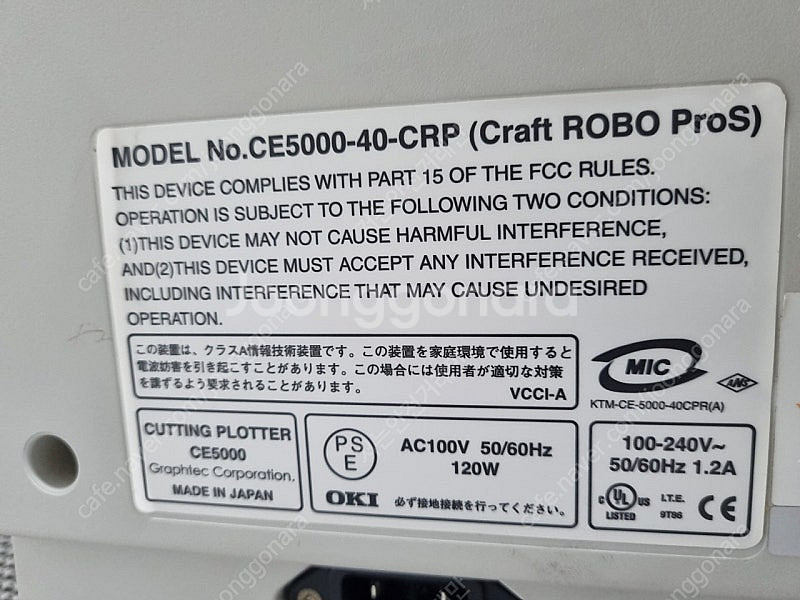 MODEL No.CE5000-40-CRP (Craft ROBO ProS)
THIS DEVICE COMPLIES WITH PART 15 OF THE FCC RULES.
OPERATION IS SUBJECT TO THE FOLLOWING TWO CONDITIONS:
(1)THIS DEVICE MAY NOT CAUSE HARMFUL INTERFERENCE,
AND(2)THIS DEVICE MUST ACCEPT ANY INTERFERENCE RECEIVED,
INCLUDING INTERFERENCE THAT MAY CAUSE UNDESIRED
OPERATION.
Joonggonara
この装置は、クラスA情報技術装置です。この装置を家庭環境で使用すると
電波妨害を引き起こすことがあります。この場合には使用者が適切な対策
を講ずるよう要求されることがあります。
VCCI-A
MIC
ANS
KTM-CE-5000-40CPR(A)
CUTTING PLOTTER
CE5000
Graphtec Corporation.
MADE IN JAPAN
PS
E
AC100V 50/60Hz
120W
OKI 必ず接地接続を行ってください。
100-240V~
50/60Hz 1.2A
c UL US
LISTED
I.T.E.
9T86
CE
cafe.naver.com/joonggonara